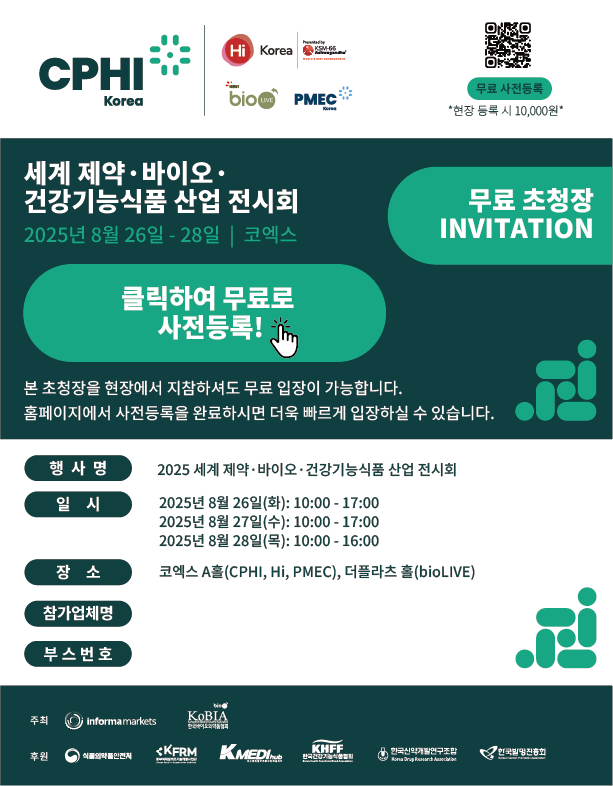 CPHI
Korea
Hi Korea
Presented by
KSM-66
Ashwagandha
bio LIVE
PMEC
Korea
무료 사전등록
*현장 등록 시 10,000원*
세계 제약·바이오·
건강기능식품 산업 전시회
2025년 8월 26일 - 28일 | 코엑스
무료 초청장
INVITATION
클릭하여 무료로
사전등록!
본 초청장을 현장에서 지참하셔도 무료 입장이 가능합니다.
홈페이지에서 사전등록을 완료하시면 더욱 빠르게 입장하실 수 있습니다.
행 사 명 2025 세계 제약·바이오·건강기능식품 산업 전시회
일 시 2025년 8월 26일(화): 10:00 - 17:00
2025년 8월 27일(수): 10:00 - 17:00
2025년 8월 28일(목): 10:00 - 16:00
장 소 코엑스 A홀(CPHI, Hi, PMEC), 더플라츠 홀(bioLIVE)
참가업체명
부스번호
주최 informamarkets bio KoBIA
한국바이오의약품협회
후원 식품의약품안전처 KFRM KMEDI hub KHFF 한국신약개발연구조합 한국발명진흥회
한국건강기능식품협회 Korea Drug Research Association